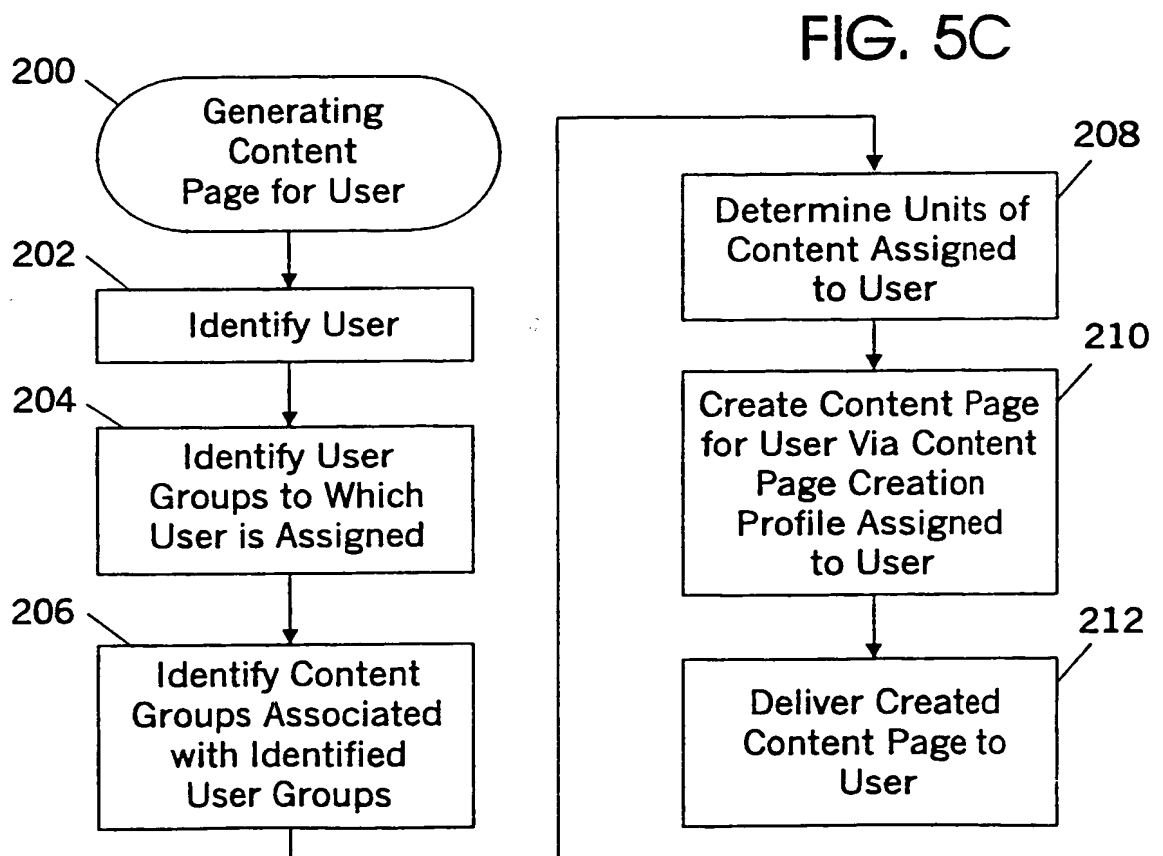 FIG. 5C
200
Generating
Content
Page for User
202
Identify User
204
Identify User
Groups to Which
User is Assigned
206
Identify Content
Groups Associated
with Identified
User Groups
208
Determine Units of
Content Assigned
to User
210
Create Content Page
for User Via Content
Page Creation
Profile Assigned
to User
212
Deliver Created
Content Page to
User